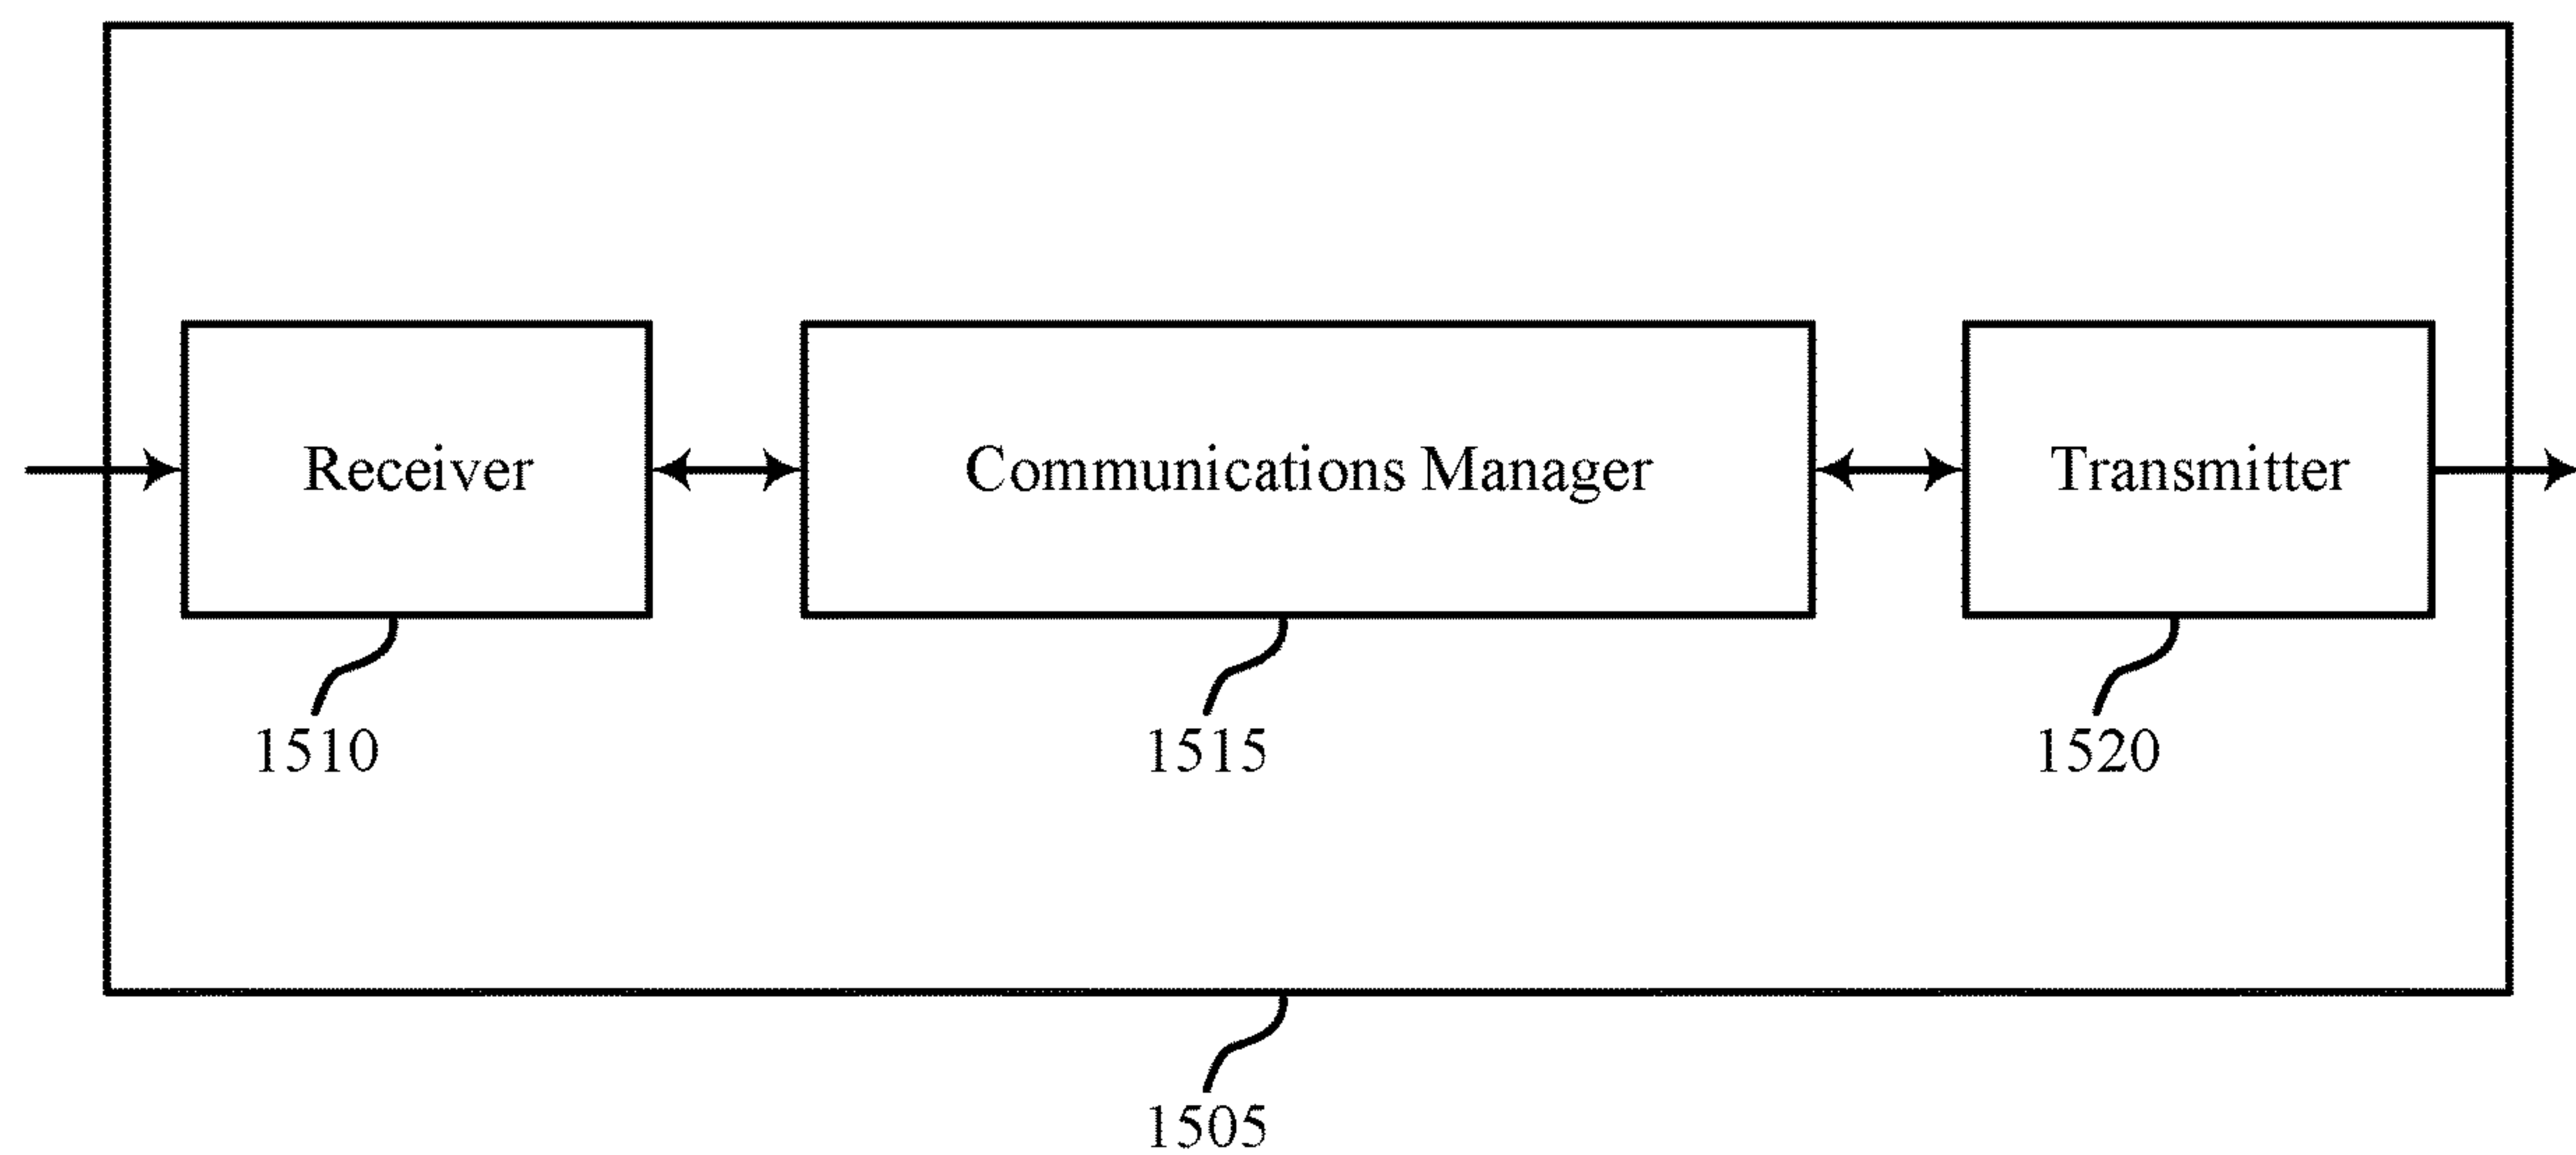 Receiver
Communications Manager
Transmitter
1510
1515
1520
1505